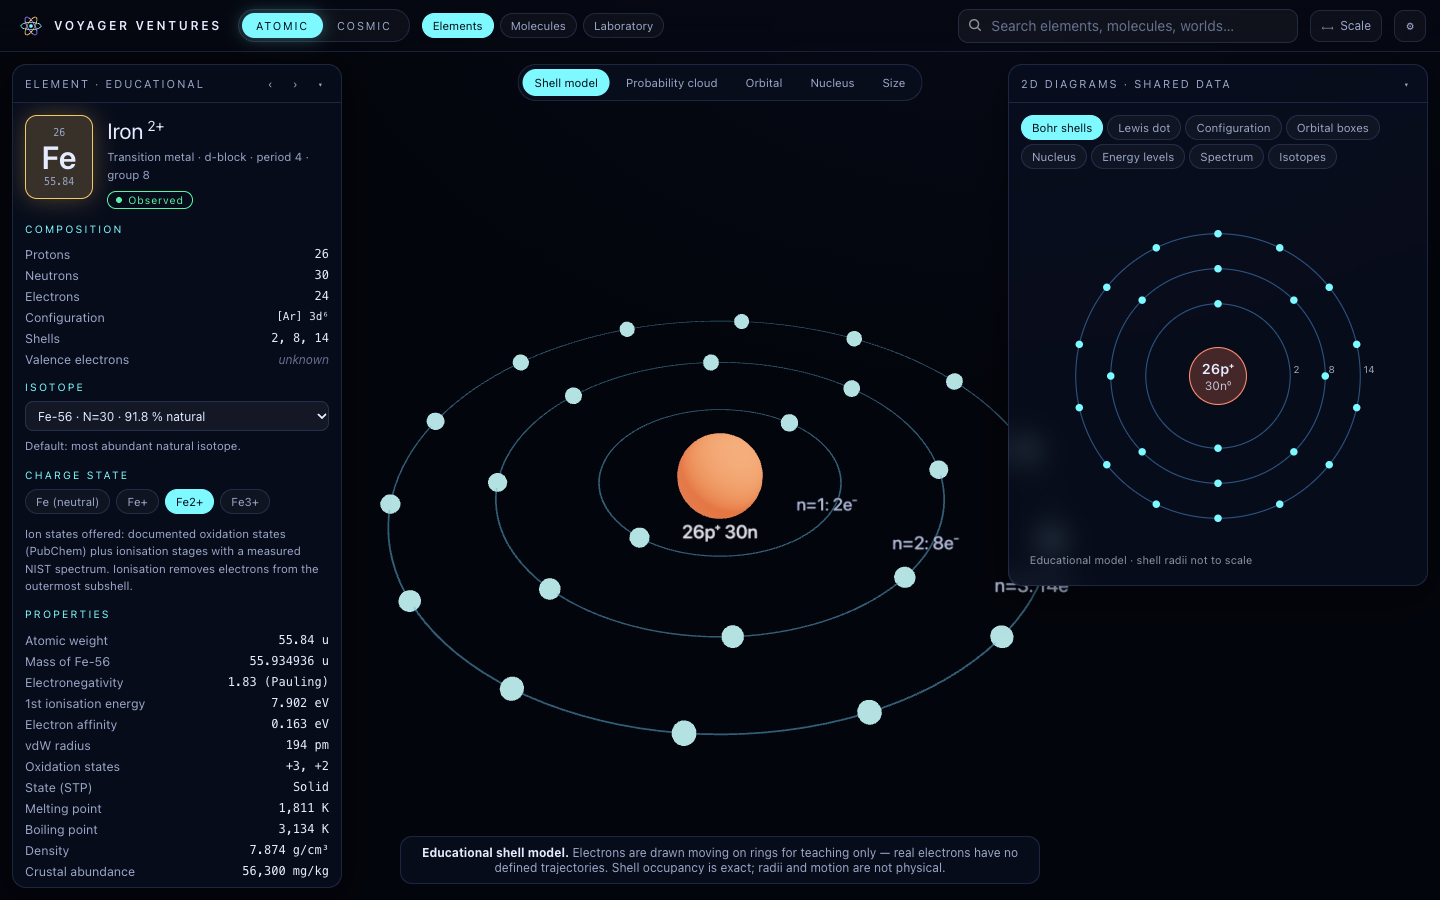 VOYAGER VENTURES
ATOMIC
COSMIC
Elements
Molecules
Laboratory
Search elements, molecules, worlds...
Scale
ELEMENT · EDUCATIONAL
26
Fe
55.84
Iron 2+
Transition metal · d-block · period 4 ·
group 8
Observed
COMPOSITION
Protons 26
Neutrons 30
Electrons 24
Configuration [Ar] 3d⁶
Shells 2, 8, 14
Valence electrons unknown
ISOTOPE
Fe-56 · N=30 · 91.8 % natural
Default: most abundant natural isotope.
CHARGE STATE
Fe (neutral)
Fe+
Fe2+
Fe3+
Ion states offered: documented oxidation states
(PubChem) plus ionisation stages with a measured
NIST spectrum. Ionisation removes electrons from the
outermost subshell.
PROPERTIES
Atomic weight 55.84 u
Mass of Fe-56 55.934936 u
Electronegativity 1.83 (Pauling)
1st ionisation energy 7.902 eV
Electron affinity 0.163 eV
vdW radius 194 pm
Oxidation states +3, +2
State (STP) Solid
Melting point 1,811 K
Boiling point 3,134 K
Density 7.874 g/cm³
Crustal abundance 56,300 mg/kg
Shell model
Probability cloud
Orbital
Nucleus
Size
26p⁺ 30n
n=1: 2e⁻
n=2: 8e⁻
n=3: 14e⁻
Educational shell model. Electrons are drawn moving on rings for teaching only — real electrons have no
defined trajectories. Shell occupancy is exact; radii and motion are not physical.
2D DIAGRAMS · SHARED DATA
Bohr shells
Lewis dot
Configuration
Orbital boxes
Nucleus
Energy levels
Spectrum
Isotopes
26p⁺
30n⁰
2
8
14
Educational model · shell radii not to scale